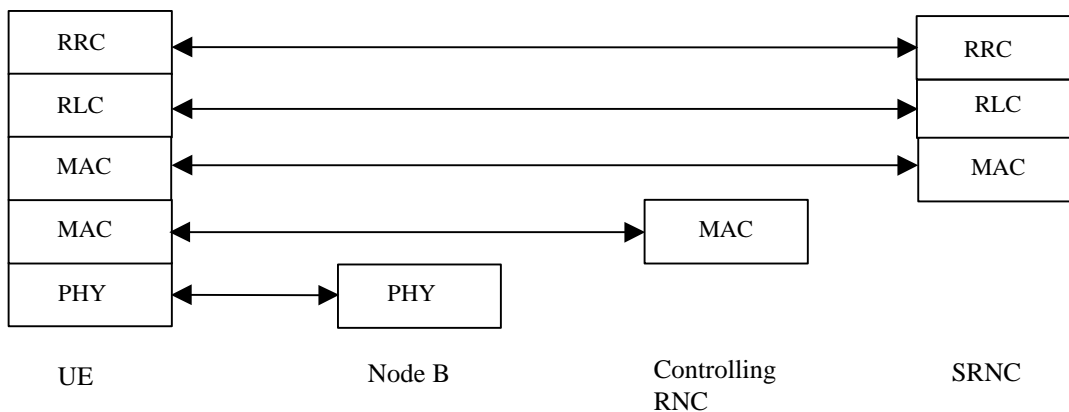 RRC RRC
RLC RLC
MAC MAC
MAC MAC
PHY PHY
UE Node B Controlling SRNC
RNC